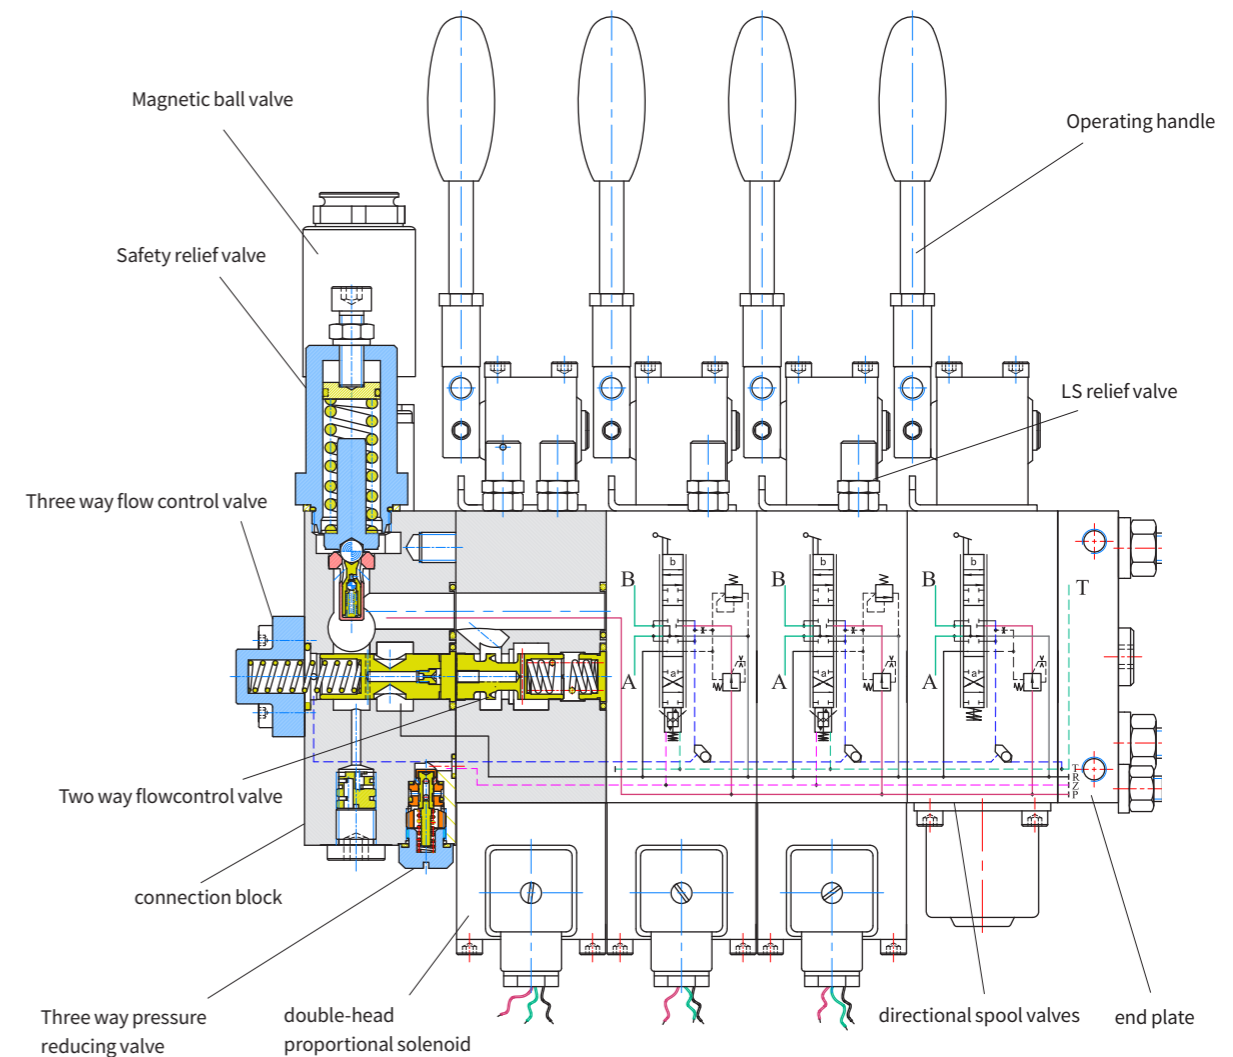 Magnetic ball valve
Operating handle
Safety relief valve
LS relief valve
Three way flow control valve
b
b
b
B
B
B
T
A
A
A
a
a
a
T
R
Z
P
Two way flowcontrol valve
connection block
Three way pressure
reducing valve
double-head
proportional solenoid
directional spool valves
end plate